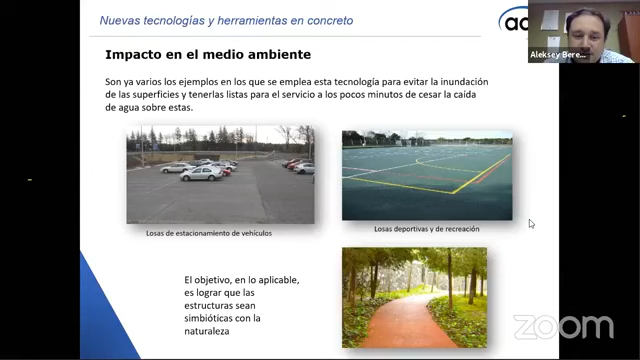 Nuevas tecnologías y herramientas en concreto
Impacto en el medio ambiente
Son ya varios los ejemplos en los que se emplea esta tecnología para evitar la inundación
de las superficies y tenerlas listas para el servicio a los pocos minutos de cesar la caída
de agua sobre estas.
Losas de estacionamiento de vehículos
Losas deportivas y de recreación
El objetivo, en lo aplicable,
es lograr que las
estructuras sean
simbióticas con la
naturaleza
Aleksey Bere...
zoom